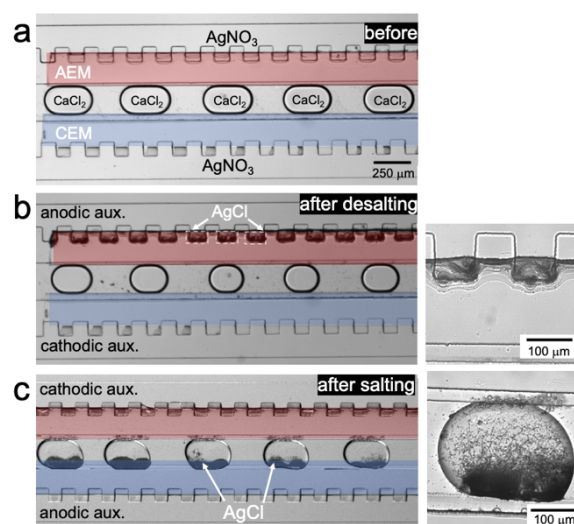 a
AgNO3
before
AEM
CaCl2 CaCl2 CaCl2 CaCl2 CaCl2
CEM
AgNO3
250 μm
b
anodic aux.
AgCl
after desalting
cathodic aux.
100 μm
c
cathodic aux.
after salting
AgCl
anodic aux.
100 μm